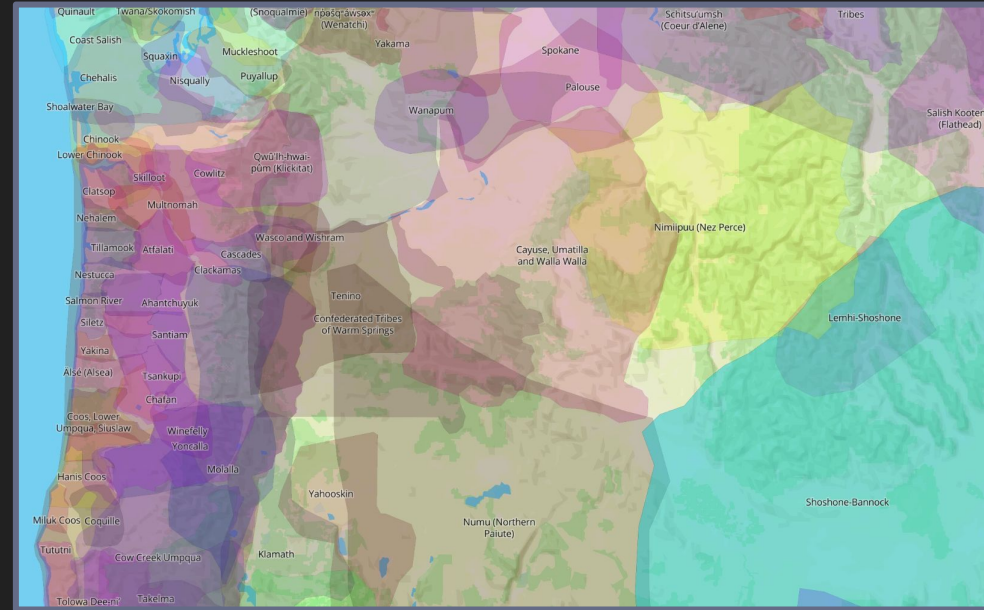 Quinault
Twana/Skokomish
(Snoqualmie)
(Wenatchi)
Schitsu'umsh
(Coeur d'Alene)
Tribes
Coast Salish
Squaxin
Muckleshoot
Yakama
Spokane
Chehalis
Nisqually
Puyallup
Palouse
Shoalwater Bay
Wanapum
Salish Kooten
(Flathead)
Chinook
Lower Chinook
Qwû'lh-hwai-
pûm (Klickitat)
Skilloot
Cowlitz
Clatsop
Multnomah
Nehalem
Nimiipuu (Nez Perce)
Tillamook
Atfalati
Wasco and Wishram
Cascades
Cayuse, Umatilla
and Walla Walla
Nestucca
Clackamas
Salmon River
Ahantchuyuk
Tenino
Siletz
Santiam
Confederated Tribes
of Warm Springs
Lemhi-Shoshone
Yakina
Alsé (Alsea)
Tsankupi
Chafan
Coos, Lower
Umpqua, Siuslaw
Winefelly
Yoncalla
Molalla
Hanis Coos
Yahooskin
Shoshone-Bannock
Miluk Coos
Coquille
Numu (Northern
Paiute)
Tututni
Cow Creek Umpqua
Klamath
Tolowa Dee-ni'
Takelma